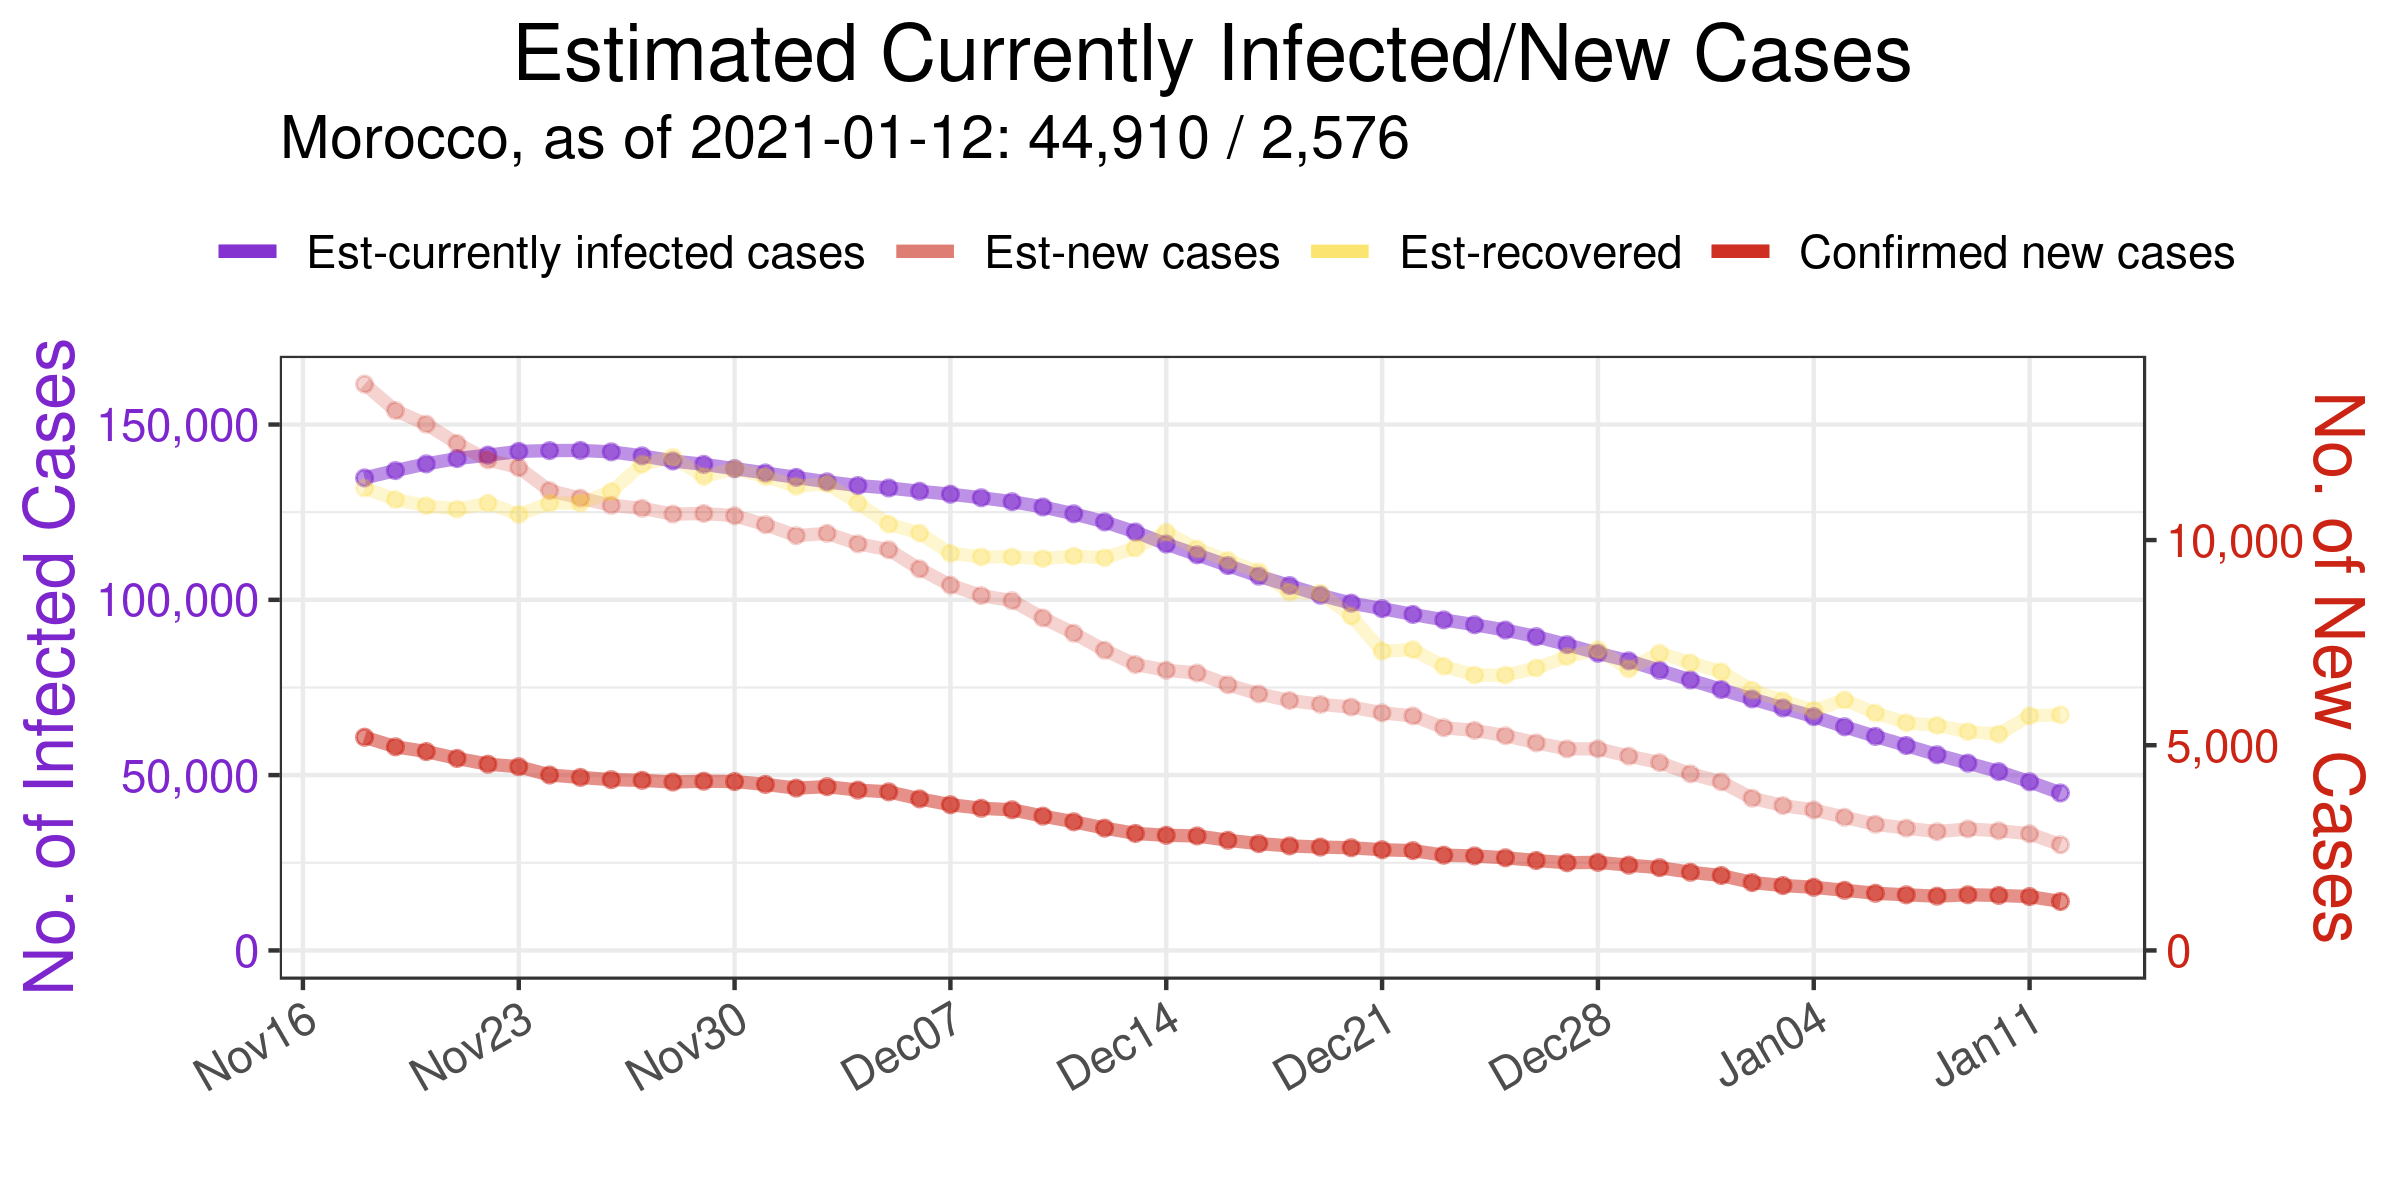 Estimated Currently Infected/New Cases
Morocco, as of 2021-01-12: 44,910 / 2,576
Est-currently infected cases Est-new cases Est-recovered Confirmed new cases
No. of Infected Cases
150,000
100,000
50,000
0
No. of New Cases
10,000
5,000
0
Nov16 Nov23 Nov30 Dec07 Dec14 Dec21 Dec28 Jan04 Jan11